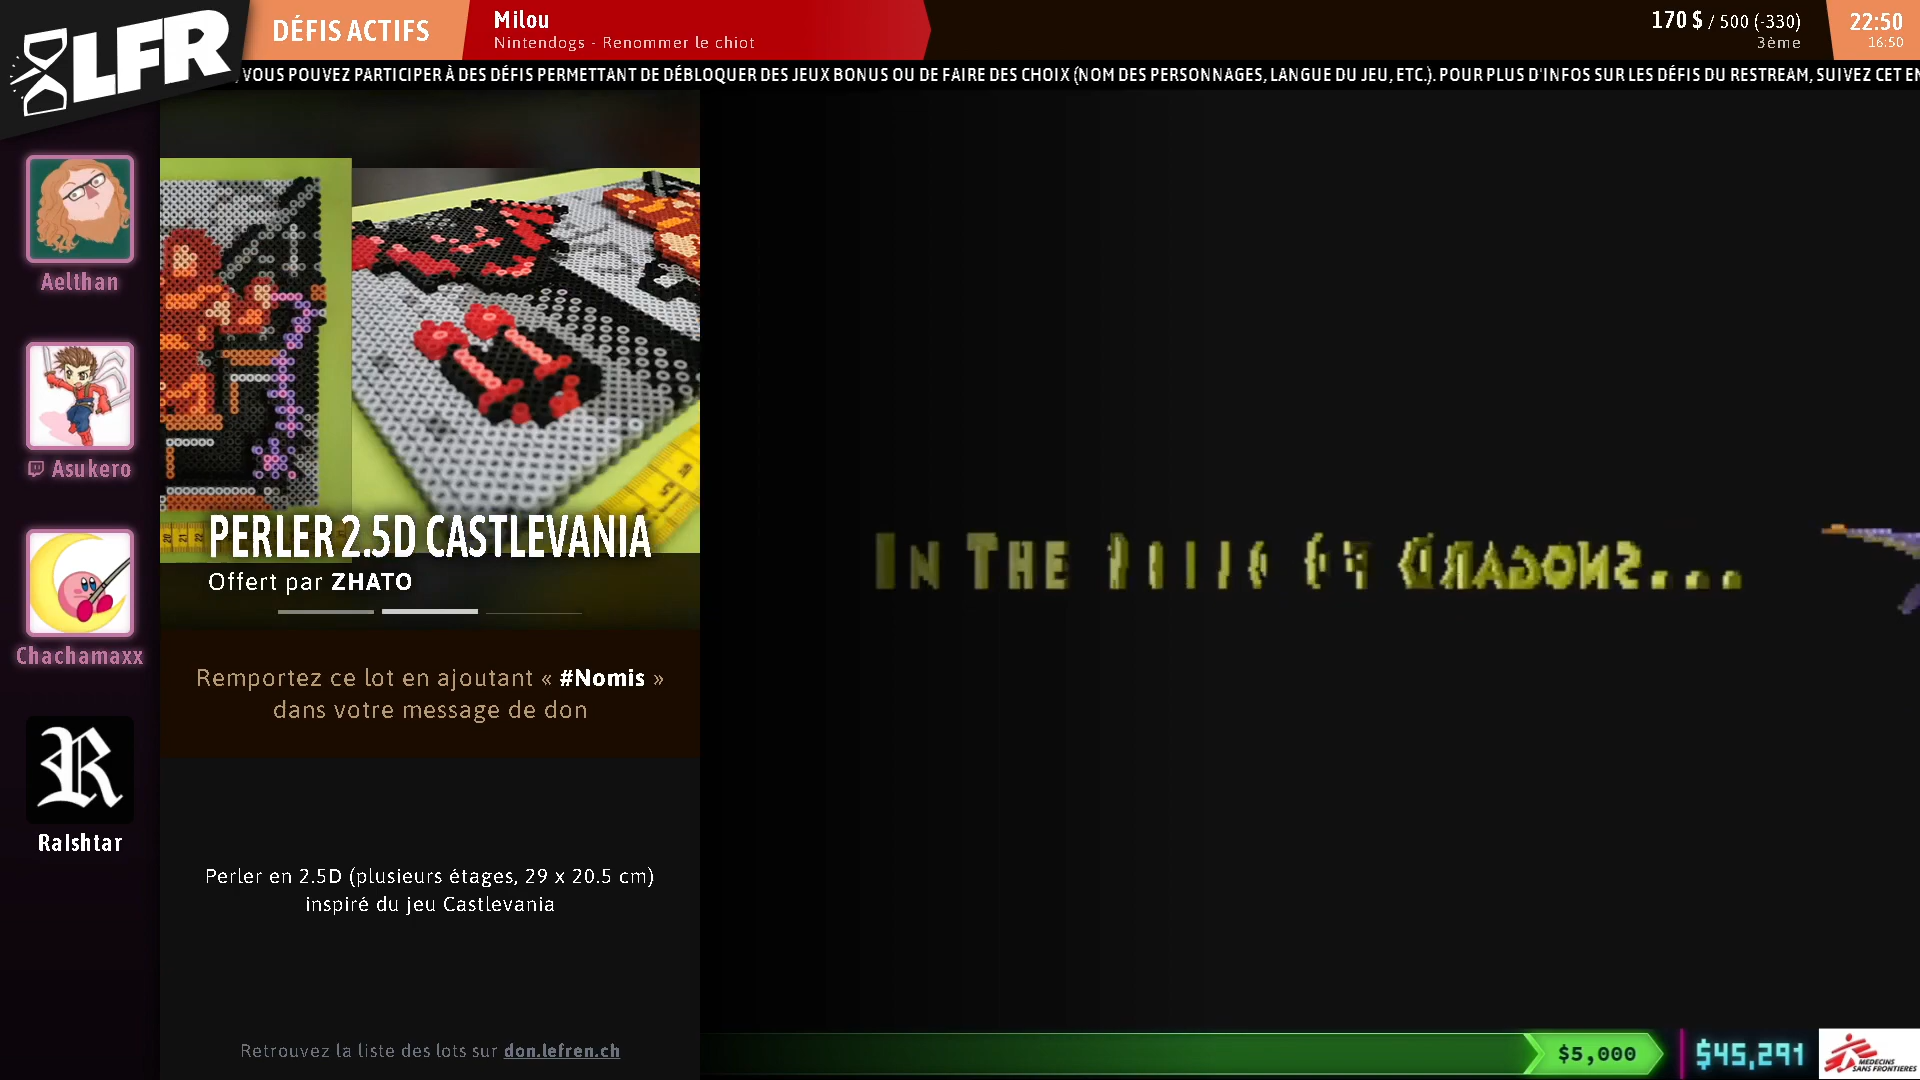 LFR
DÉFIS ACTIFS
Milou
Nintendogs - Renommer le chiot
170 $ / 500 (-330)
3ème
22:50
16:50
, VOUS POUVEZ PARTICIPER À DES DÉFIS PERMETTANT DE DÉBLOQUER DES JEUX BONUS OU DE FAIRE DES CHOIX (NOM DES PERSONNAGES, LANGUE DU JEU, ETC.). POUR PLUS D'INFOS SUR LES DÉFIS DU RESTREAM, SUIVEZ CET
Aelthan
Asukero
Chachamaxx
R
RaIshtar
PERLER 2.5D CASTLEVANIA
Offert par ZHATO
Remportez ce lot en ajoutant « #Nomis »
dans votre message de don
Perler en 2.5D (plusieurs étages, 29 x 20.5 cm)
inspiré du jeu Castlevania
Retrouvez la liste des lots sur don.lefren.ch
IN THE
DRAGONS...
$5,000
$45,291
MEDECINS
SANS FRONTIERES